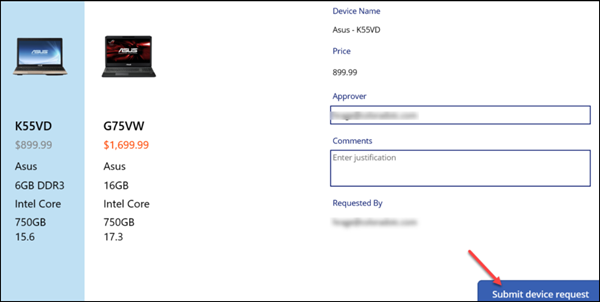 K55VD
$899.99
Asus
6GB DDR3
Intel Core
750GB
15.6
ASUS
G75VW
$1,699.99
Asus
16GB
Intel Core
750GB
17.3
Device Name
Asus - K55VD
Price
899.99
Approver
Comments
Enter justification
Requested By
Submit device request